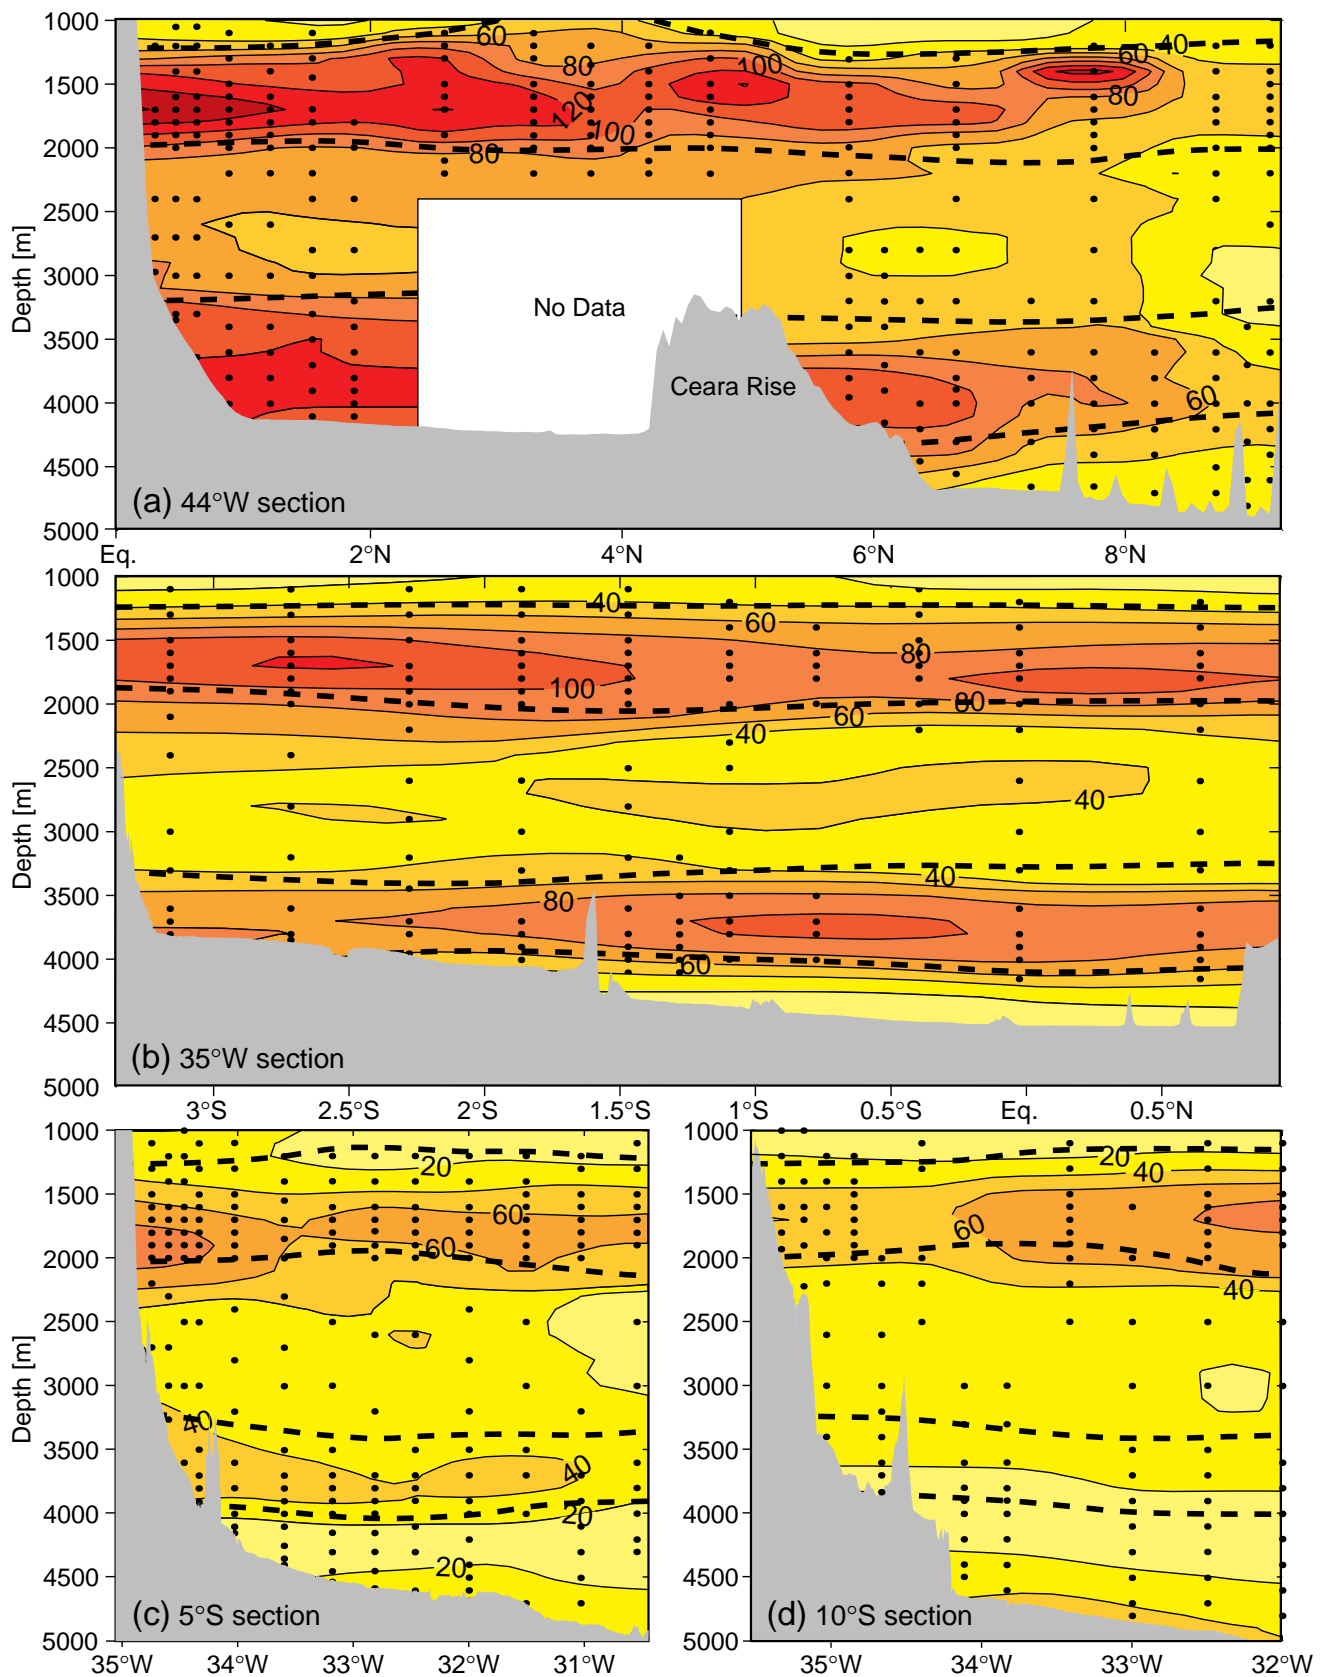 1000
1500
2000
2500
3000
3500
4000
4500
5000
Depth [m]
60
40
60
80
100
80
120
100
80
No Data
Ceara Rise
60
(a) 44°W section
Eq.
2°N
4°N
6°N
8°N
1000
1500
2000
2500
3000
3500
4000
4500
5000
Depth [m]
40
60
80
100
80
60
40
40
40
80
60
(b) 35°W section
3°S
2.5°S
2°S
1.5°S
1°S
0.5°S
Eq.
0.5°N
1000
1500
2000
2500
3000
3500
4000
4500
5000
Depth [m]
20
60
60
40
40
20
20
(c) 5°S section
35°W
34°W
33°W
32°W
31°W
1000
1500
2000
2500
3000
3500
4000
4500
5000
20
40
60
40
(d) 10°S section
34°W
33°W
32°W